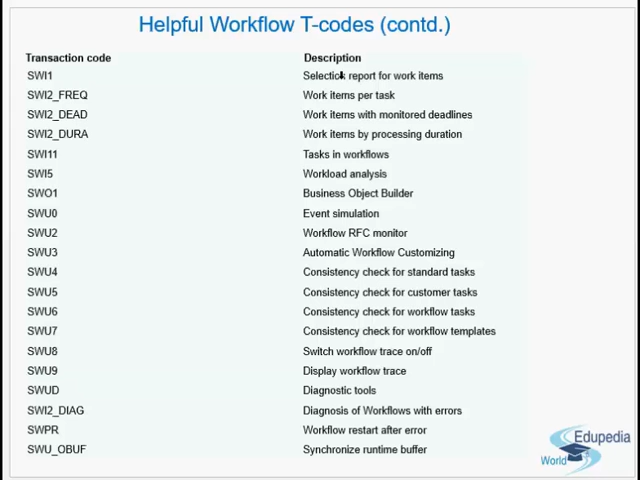 Helpful Workflow T-codes (contd.)
Transaction code Description
SWI1 Selection report for work items
SWI2_FREQ Work items per task
SWI2_DEAD Work items with monitored deadlines
SWI2_DURA Work items by processing duration
SWI11 Tasks in workflows
SWI5 Workload analysis
SWO1 Business Object Builder
SWU0 Event simulation
SWU2 Workflow RFC monitor
SWU3 Automatic Workflow Customizing
SWU4 Consistency check for standard tasks
SWU5 Consistency check for customer tasks
SWU6 Consistency check for workflow tasks
SWU7 Consistency check for workflow templates
SWU8 Switch workflow trace on/off
SWU9 Display workflow trace
SWUD Diagnostic tools
SWI2_DIAG Diagnosis of Workflows with errors
SWPR Workflow restart after error
SWU_OBUF Synchronize runtime buffer
Edupedia
World